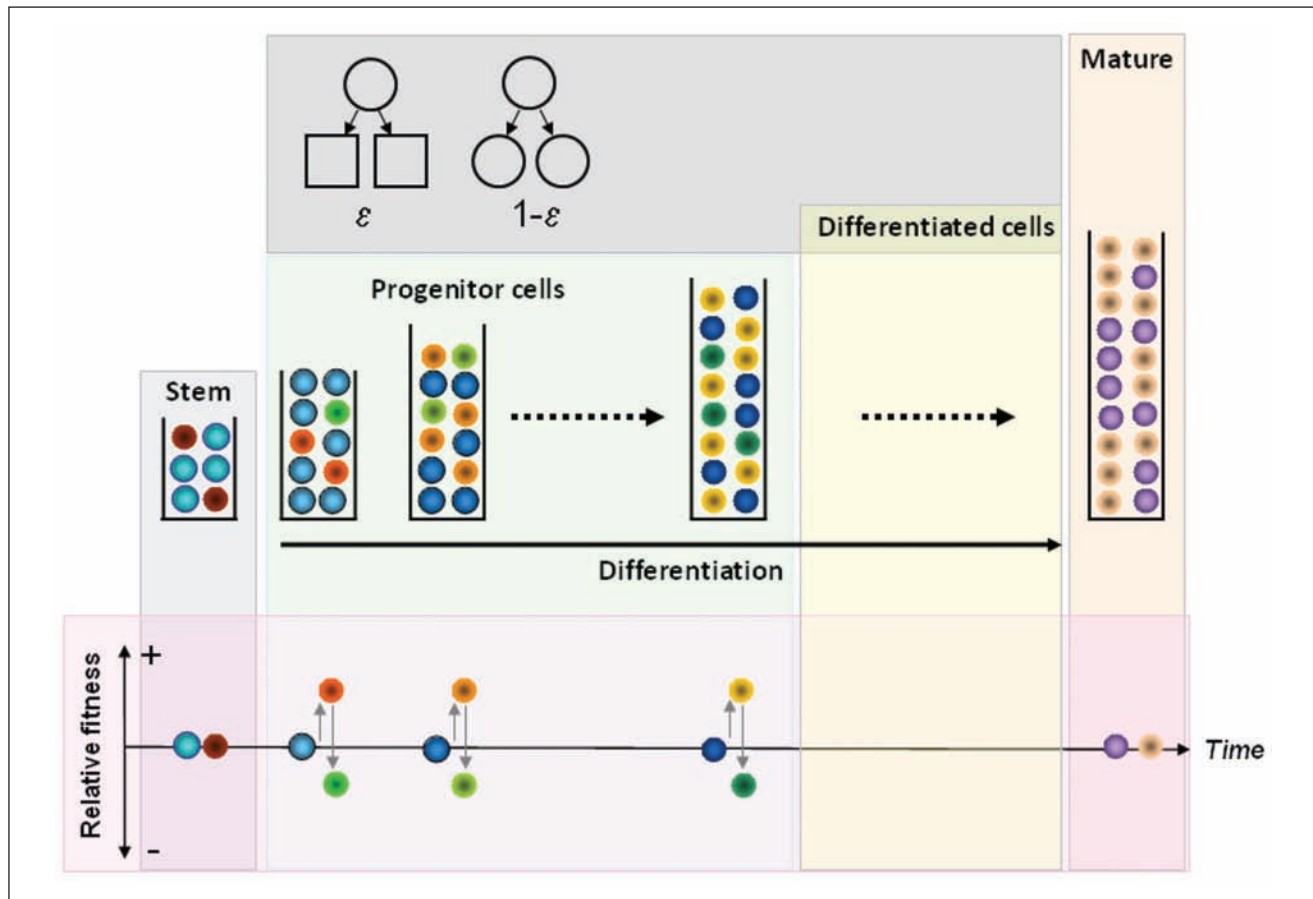 Mature
ε
1-ε
Differentiated cells
Progenitor cells
Stem
Differentiation
Relative fitness
+
-
Time